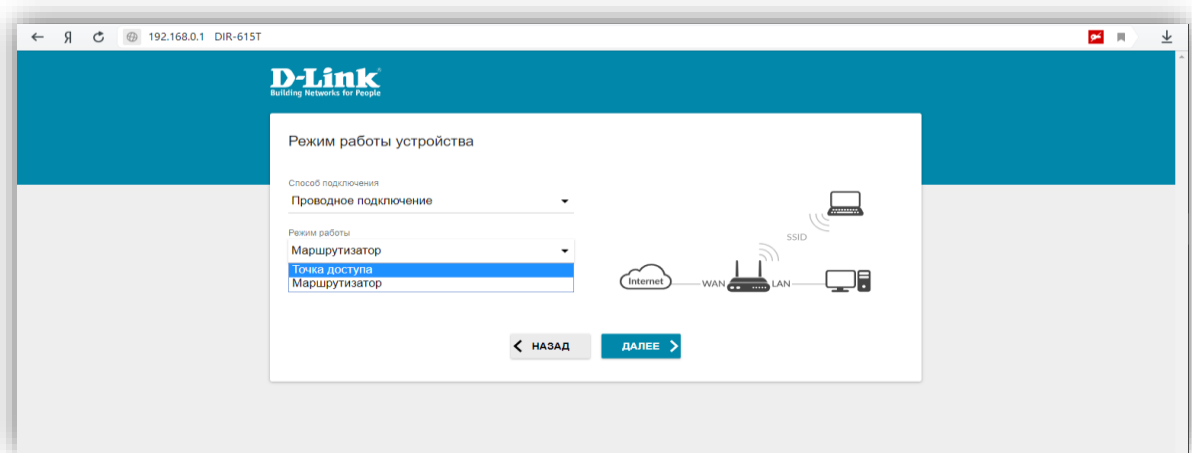 192.168.0.1 DIR-615T
D-Link
Building Networks for People
Режим работы устройства
Способ подключения
Проводное подключение
Режим работы
Маршрутизатор
Точка доступа
Маршрутизатор
SSID
Internet
WAN
LAN
НАЗАД
ДАЛЕЕ